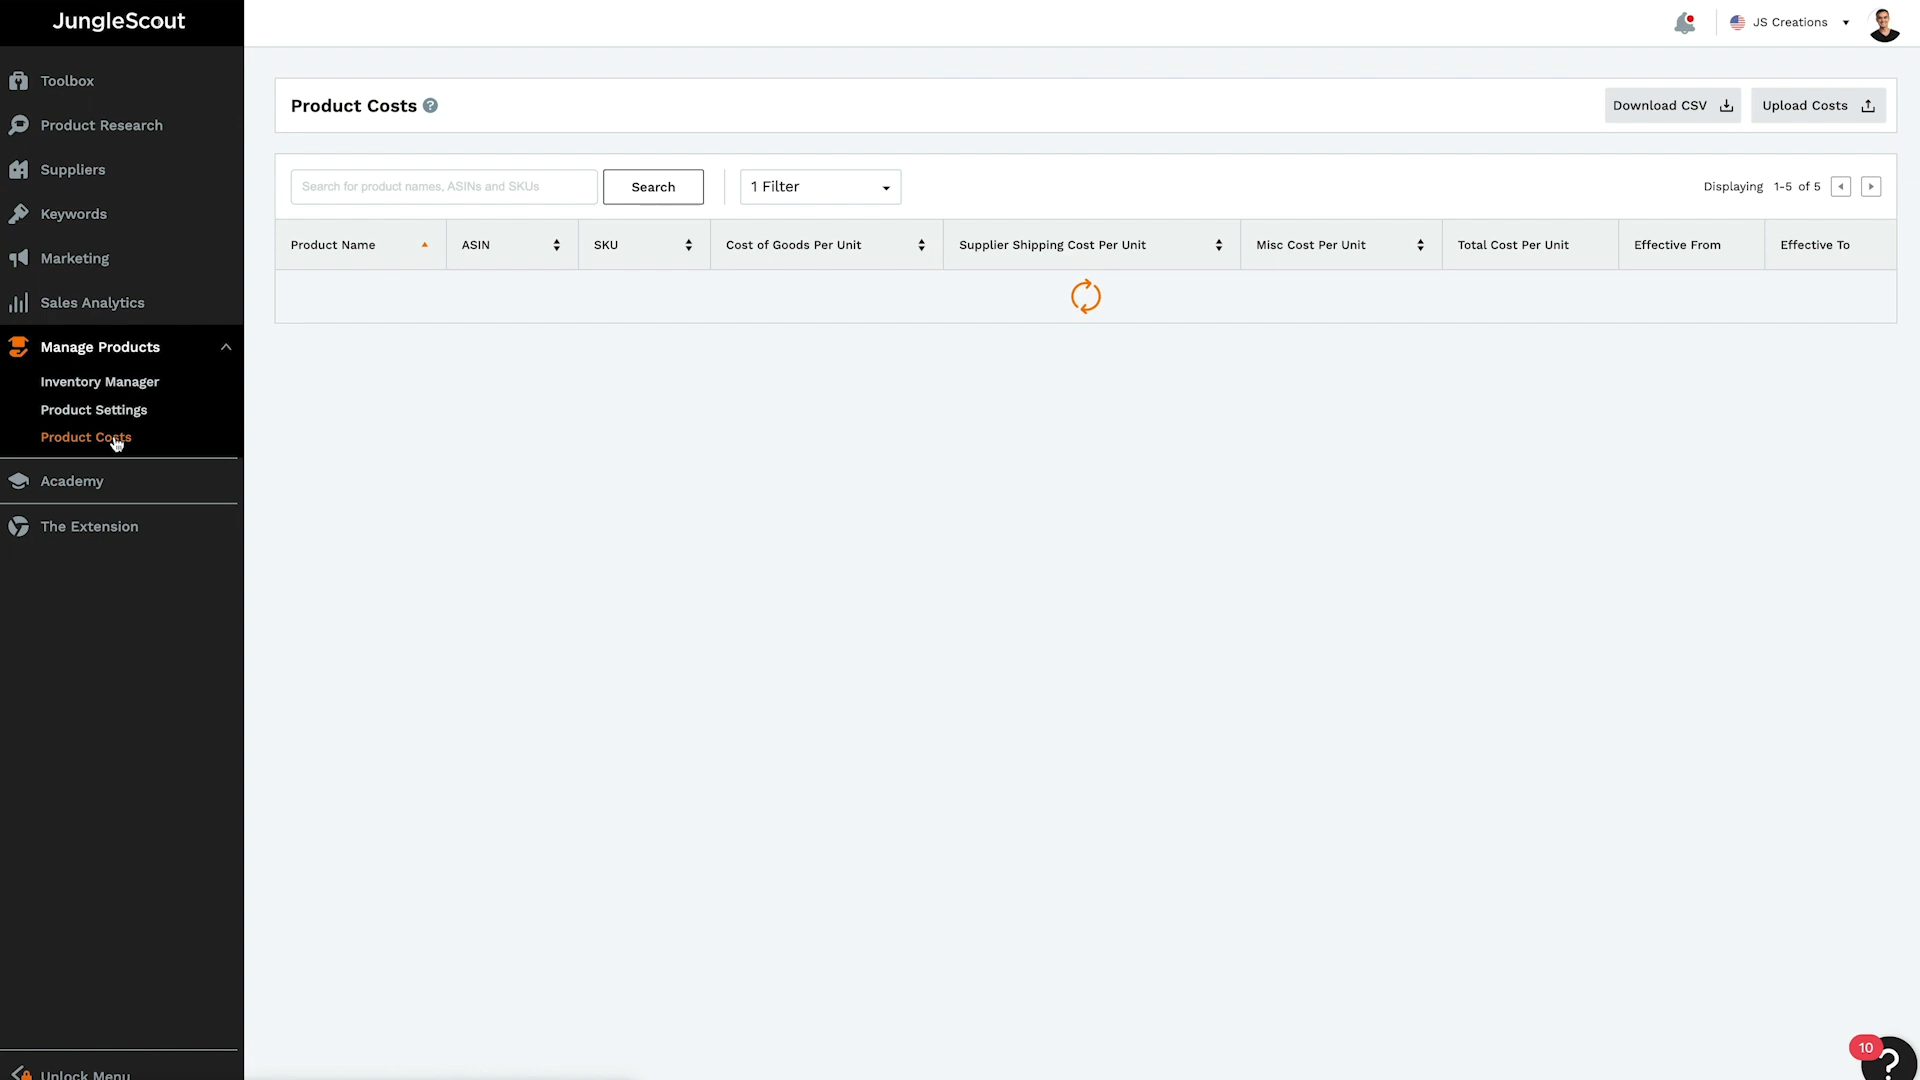 JungleScout
JS Creations
Toolbox
Product Research
Suppliers
Keywords
Marketing
Sales Analytics
Manage Products
Inventory Manager
Product Settings
Product Costs
Academy
The Extension
Unlock Menu
Product Costs ?
Download CSV
Upload Costs
Search for product names, ASINs and SKUs
Search
1 Filter
Displaying 1-5 of 5
Product Name
ASIN
SKU
Cost of Goods Per Unit
Supplier Shipping Cost Per Unit
Misc Cost Per Unit
Total Cost Per Unit
Effective From
Effective To
10
?